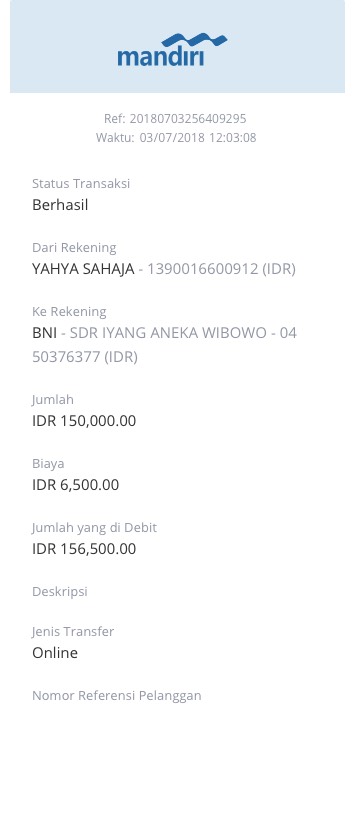 mandiri
Ref: 20180703256409295
Waktu: 03/07/2018 12:03:08
Status Transaksi
Berhasil
Dari Rekening
YAHYA SAHAJA - 1390016600912 (IDR)
Ke Rekening
BNI - SDR IYANG ANEKA WIBOWO - 04
50376377 (IDR)
Jumlah
IDR 150,000.00
Biaya
IDR 6,500.00
Jumlah yang di Debit
IDR 156,500.00
Deskripsi
Jenis Transfer
Online
Nomor Referensi Pelanggan